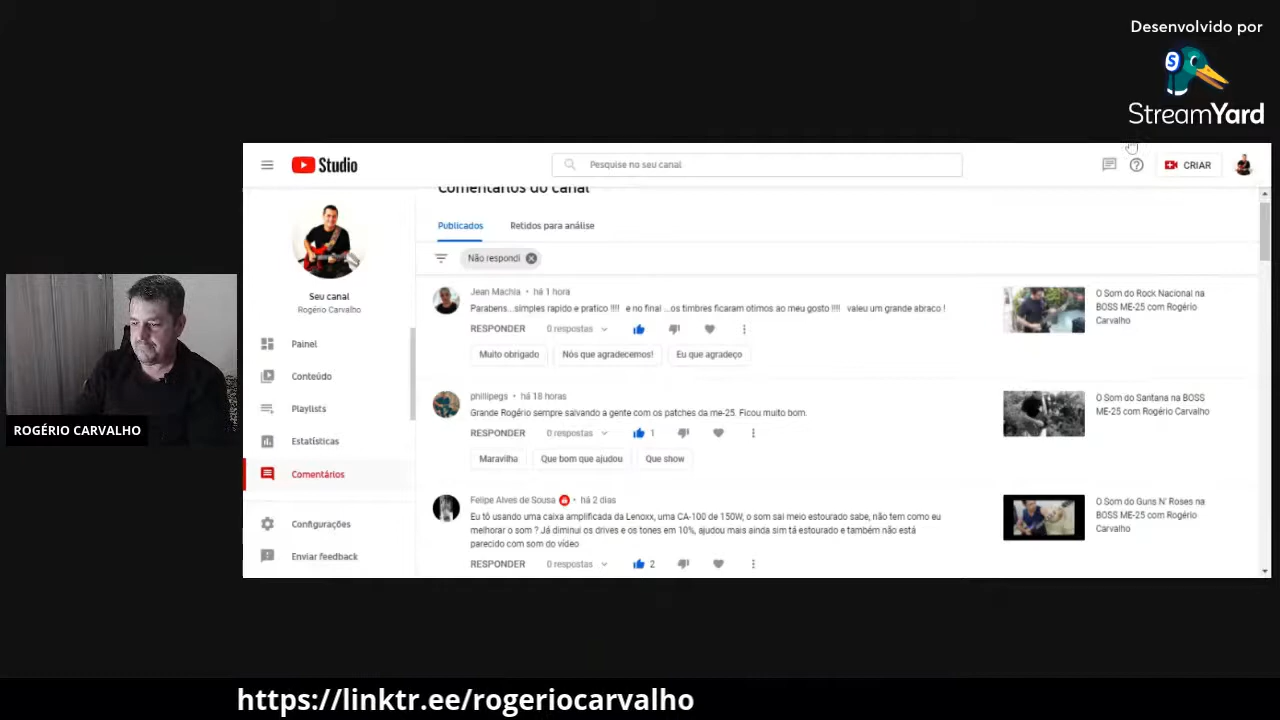 Desenvolvido por
StreamYard
Studio
Pesquise no seu canal
CRIAR
Comentários do canal
Publicados
Retidos para análise
Não respondi
Seu canal
Rogério Carvalho
Painel
Conteúdo
Playlists
Estatísticas
Comentários
Configurações
Enviar feedback
Jean Machia • há 1 hora
Parabens...simples rapido e pratico !!!! e no final ...os timbres ficaram otimos ao meu gosto !!!! valeu um grande abraco !
RESPONDER 0 respostas
Muito obrigado Nós que agradecemos! Eu que agradeço
O Som do Rock Nacional na
BOSS ME-25 com Rogério
Carvalho
phillipegs • há 18 horas
Grande Rogério sempre salvando a gente com os patches da me-25. Ficou muito bom.
RESPONDER 0 respostas 1
Maravilha Que bom que ajudou Que show
O Som do Santana na BOSS
ME-25 com Rogério Carvalho
Felipe Alves de Sousa • há 2 dias
Eu tô usando uma caixa amplificada da Lenoxx, uma CA-100 de 150W, o som sai meio estourado sabe, não tem como eu
melhorar o som ? Já diminuí os drives e os tones em 10%, ajudou mais ainda sim tá estourado e também não está
parecido com som do vídeo
RESPONDER 0 respostas 2
O Som do Guns N' Roses na
BOSS ME-25 com Rogério
Carvalho
ROGÉRIO CARVALHO
https://linktr.ee/rogeriocarvalho